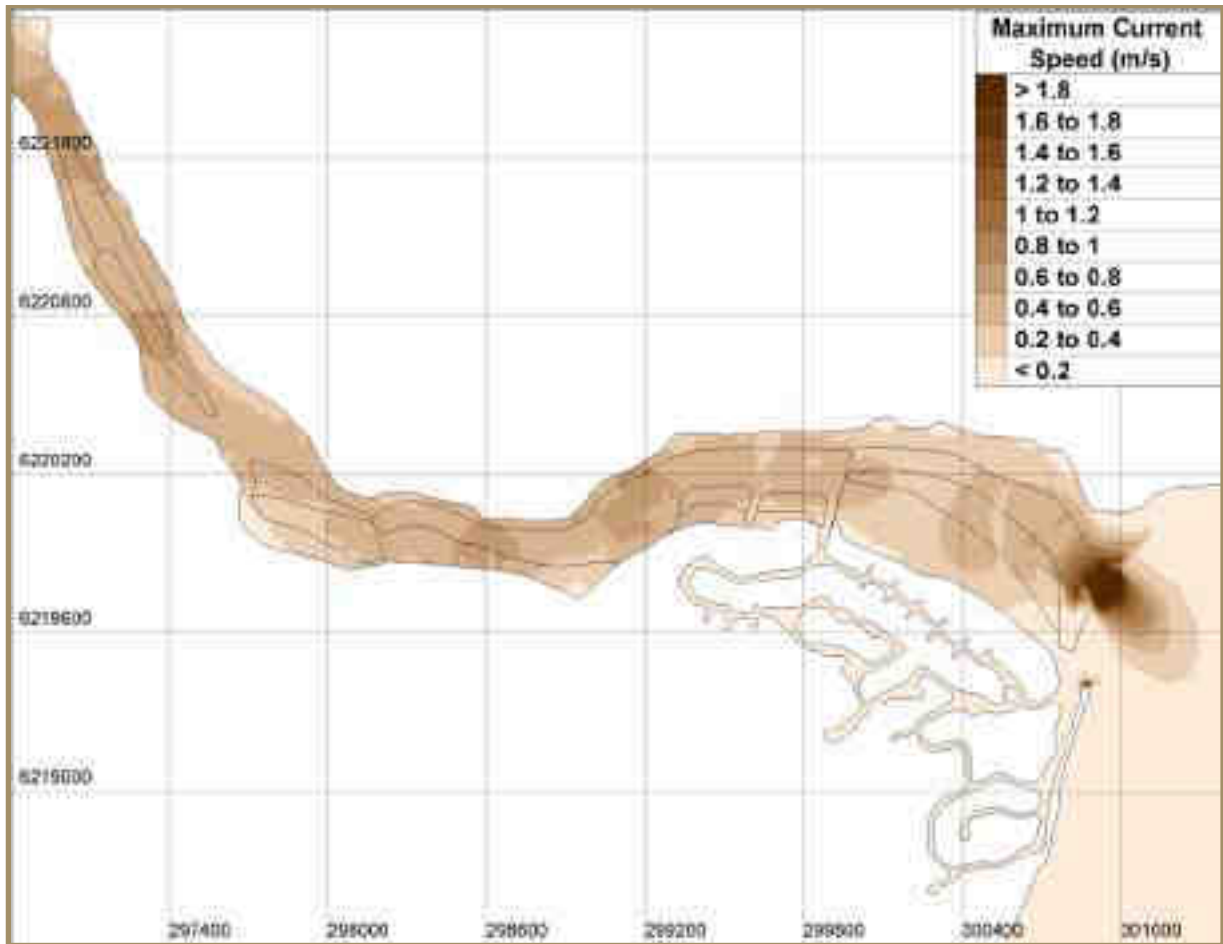 Maximum Current
Speed (m/s)
> 1.8
1.6 to 1.8
1.4 to 1.6
1.2 to 1.4
1 to 1.2
0.8 to 1
0.6 to 0.8
0.4 to 0.6
0.2 to 0.4
< 0.2
6220200
6219600
6219000
297400
298000
298600
299200
299800
300400
301000